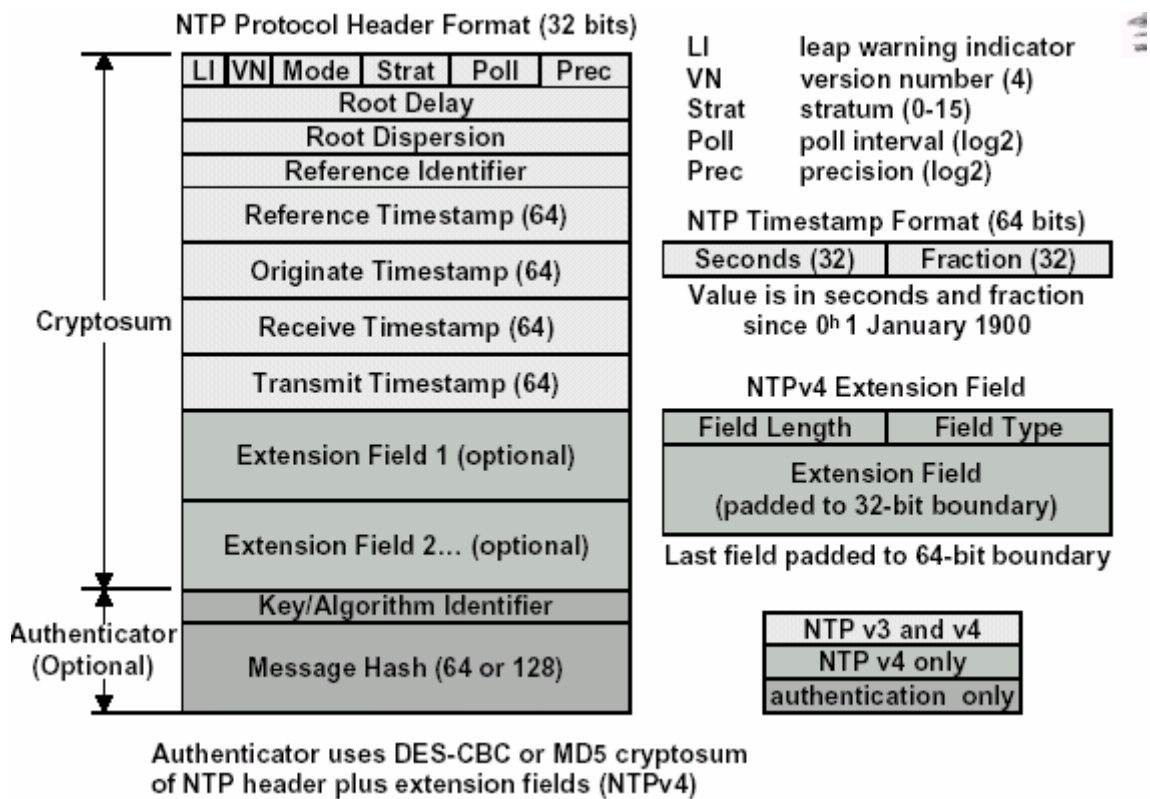 NTP Protocol Header Format (32 bits)
LI VN Mode Strat Poll Prec
Root Delay
Root Dispersion
Reference Identifier
Reference Timestamp (64)
Originate Timestamp (64)
Receive Timestamp (64)
Transmit Timestamp (64)
Extension Field 1 (optional)
Extension Field 2... (optional)
Key/Algorithm Identifier
Message Hash (64 or 128)
Cryptosum
Authenticator
(Optional)
Authenticator uses DES-CBC or MD5 cryptosum
of NTP header plus extension fields (NTPv4)
LI leap warning indicator
VN version number (4)
Strat stratum (0-15)
Poll poll interval (log2)
Prec precision (log2)
NTP Timestamp Format (64 bits)
Seconds (32) Fraction (32)
Value is in seconds and fraction
since 0ʰ 1 January 1900
NTPv4 Extension Field
Field Length Field Type
Extension Field
(padded to 32-bit boundary)
Last field padded to 64-bit boundary
NTP v3 and v4
NTP v4 only
authentication only